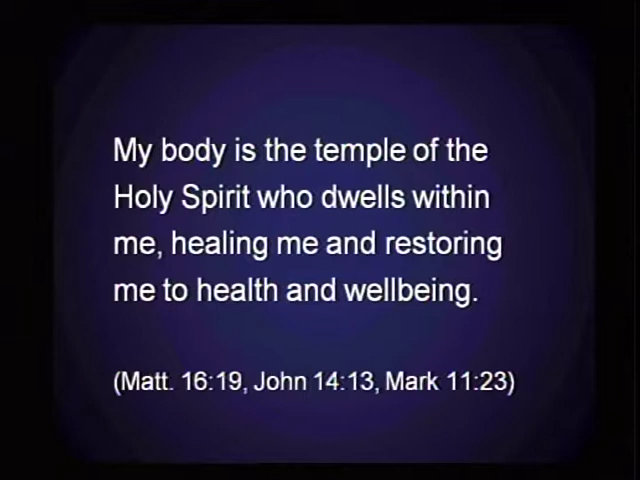 My body is the temple of the
Holy Spirit who dwells within
me, healing me and restoring
me to health and wellbeing.
(Matt. 16:19, John 14:13, Mark 11:23)